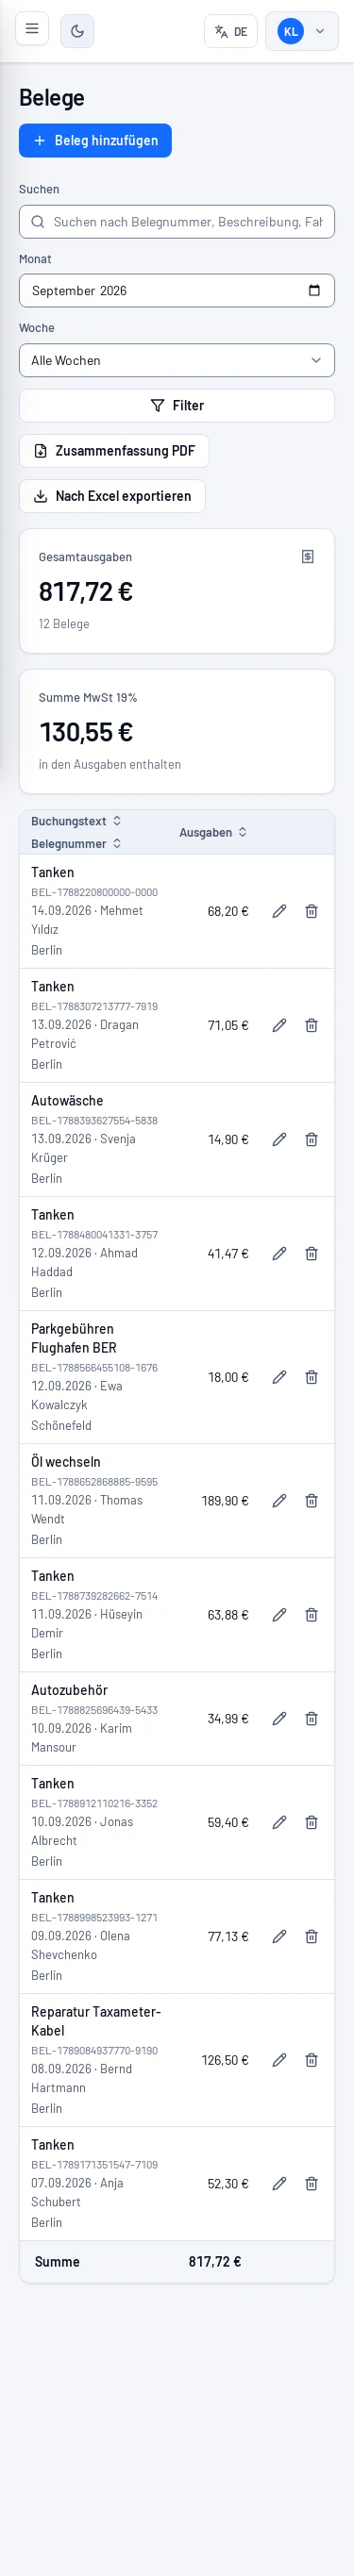 DE
KL
Belege
Beleg hinzufügen
Suchen
Suchen nach Belegnummer, Beschreibung, Fah
Monat
September 2026
Woche
Alle Wochen
Filter
Zusammenfassung PDF
Nach Excel exportieren
Gesamtausgaben
817,72 €
12 Belege
Summe MwSt 19%
130,55 €
in den Ausgaben enthalten
Buchungstext
Belegnummer
Ausgaben
Tanken
BEL-1788220800000-0000
14.09.2026 · Mehmet
Yıldız
Berlin
68,20 €
Tanken
BEL-1788307213777-7919
13.09.2026 · Dragan
Petrović
Berlin
71,05 €
Autowäsche
BEL-1788393627554-5838
13.09.2026 · Svenja
Krüger
Berlin
14,90 €
Tanken
BEL-1788480041331-3757
12.09.2026 · Ahmad
Haddad
Berlin
41,47 €
Parkgebühren
Flughafen BER
BEL-1788566455108-1676
12.09.2026 · Ewa
Kowalczyk
Schönefeld
18,00 €
Öl wechseln
BEL-1788652868885-9595
11.09.2026 · Thomas
Wendt
Berlin
189,90 €
Tanken
BEL-1788739282662-7514
11.09.2026 · Hüseyin
Demir
Berlin
63,88 €
Autozubehör
BEL-1788825696439-5433
10.09.2026 · Karim
Mansour
34,99 €
Tanken
BEL-1788912110216-3352
10.09.2026 · Jonas
Albrecht
Berlin
59,40 €
Tanken
BEL-1788998523993-1271
09.09.2026 · Olena
Shevchenko
Berlin
77,13 €
Reparatur Taxameter-
Kabel
BEL-1789084937770-9190
08.09.2026 · Bernd
Hartmann
Berlin
126,50 €
Tanken
BEL-1789171351547-7109
07.09.2026 · Anja
Schubert
Berlin
52,30 €
Summe
817,72 €